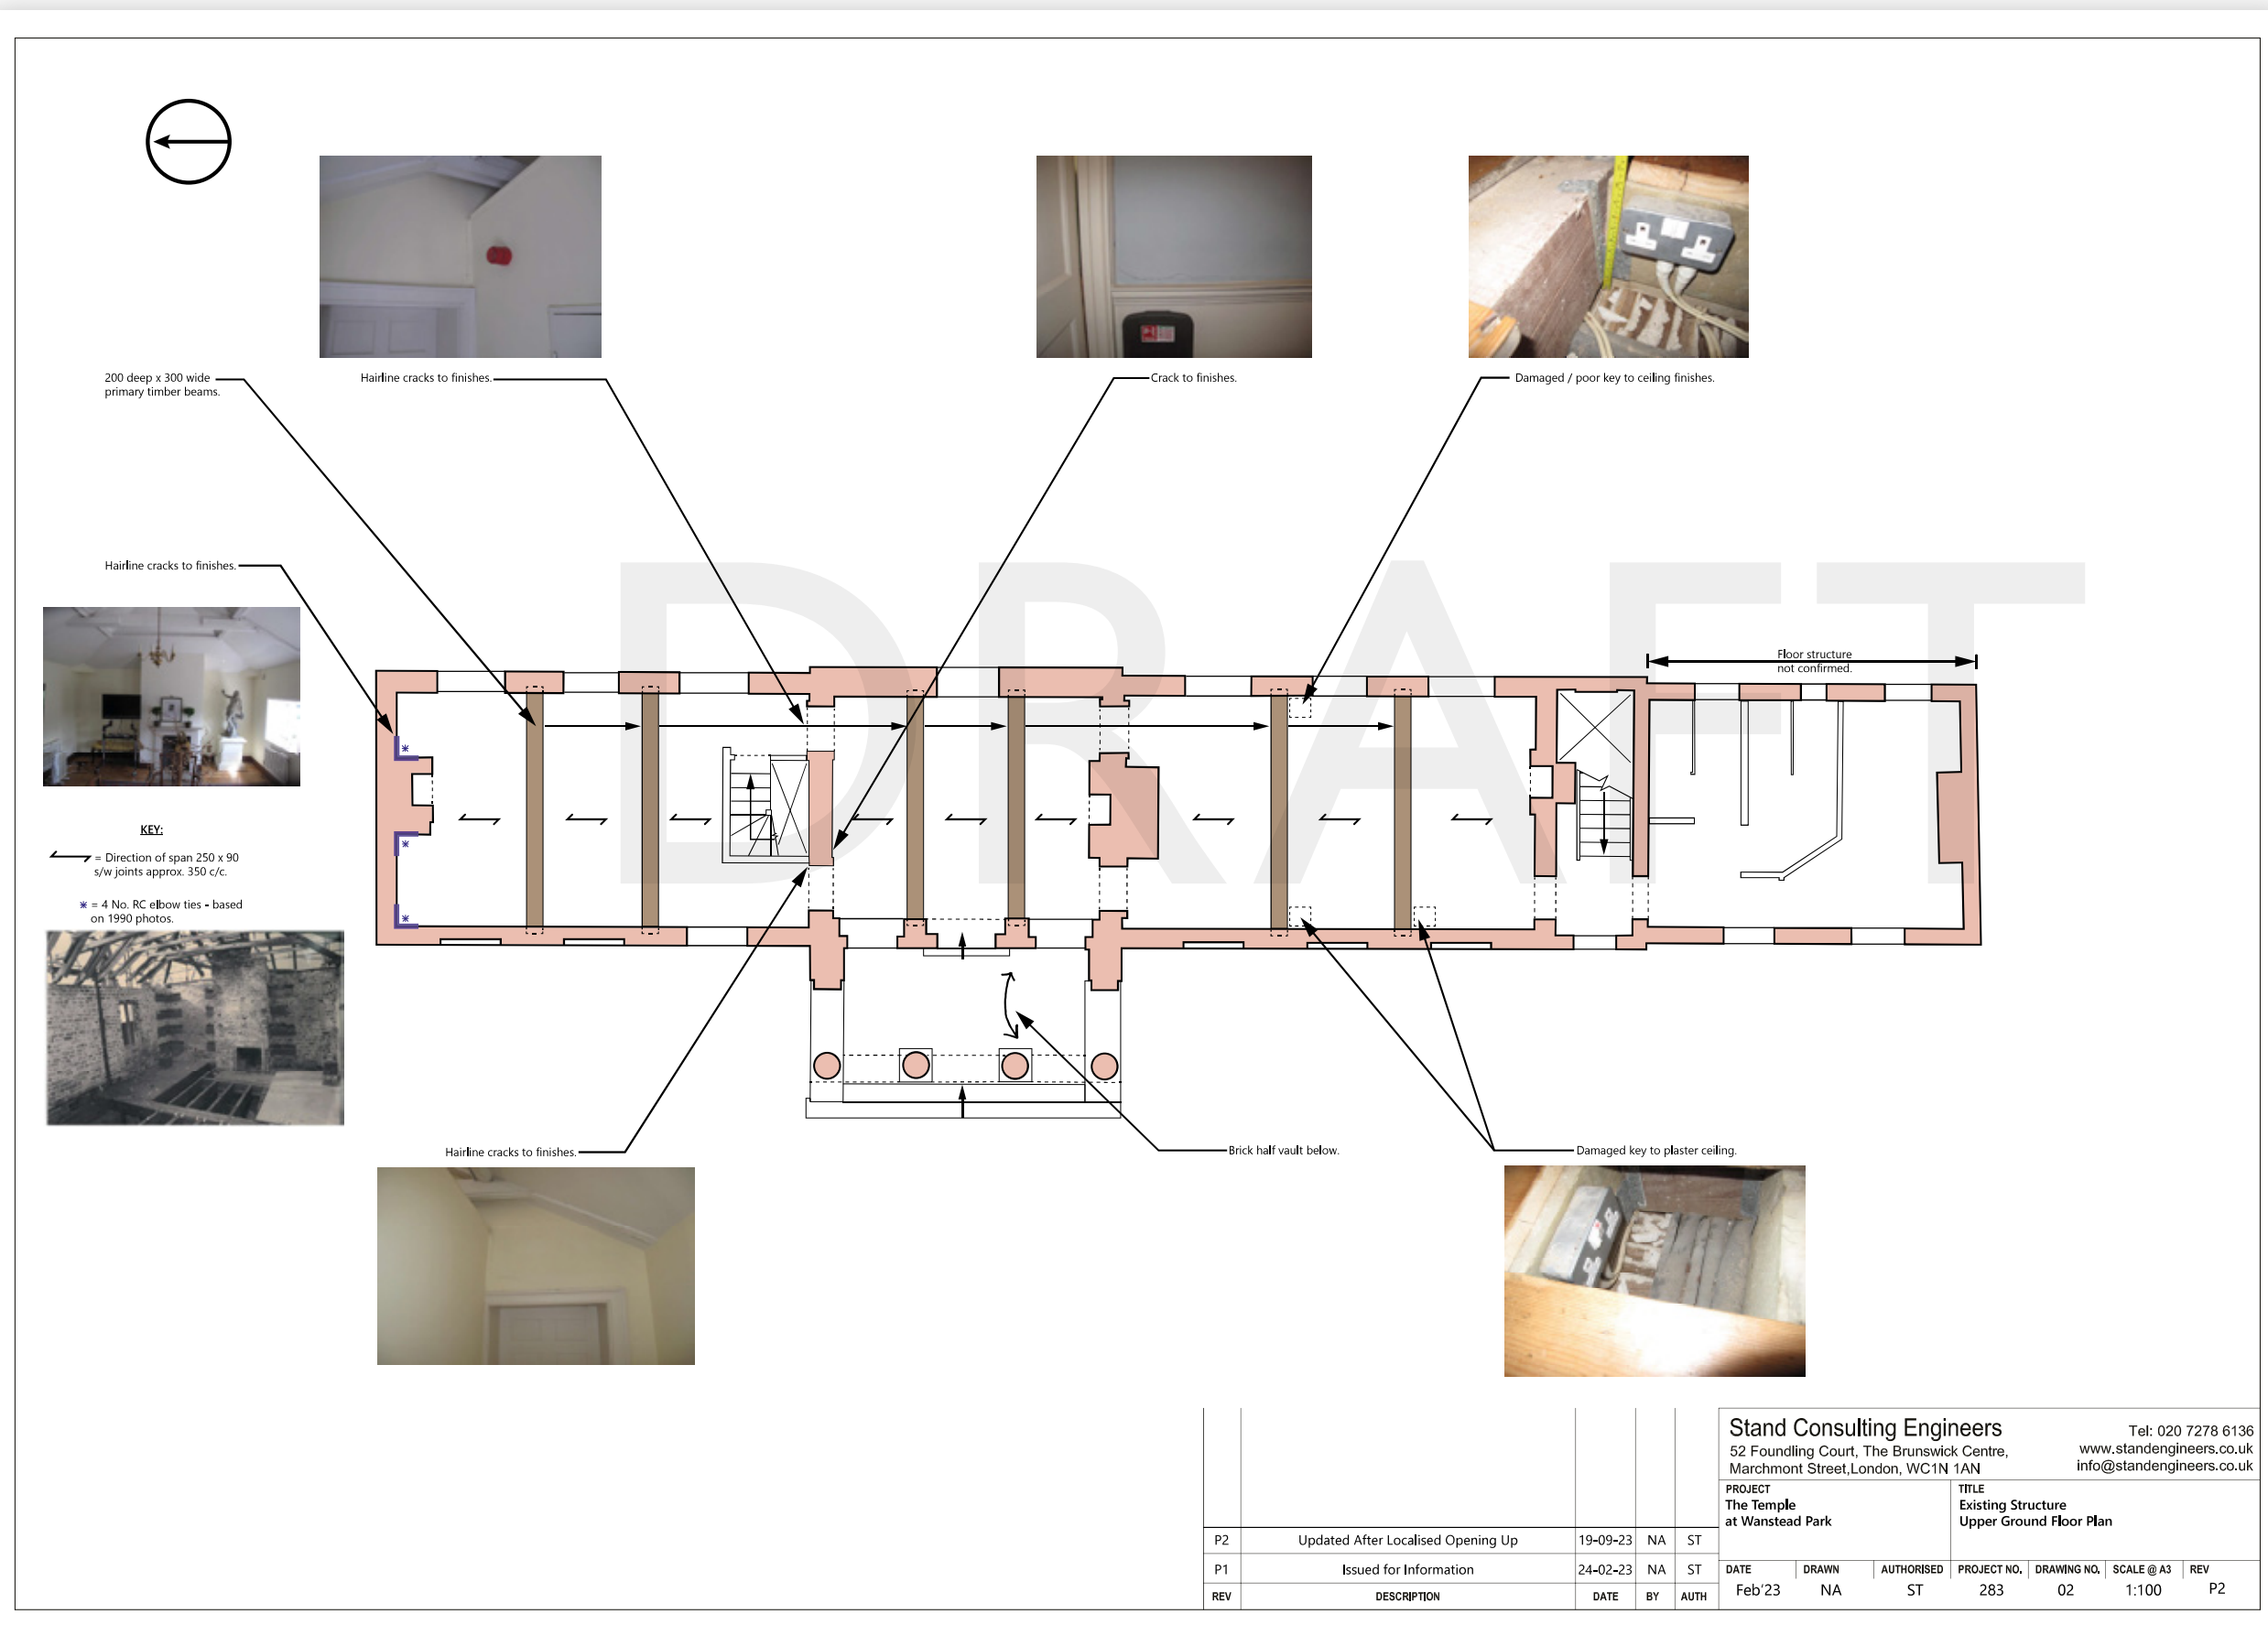 200 deep x 300 wide
primary timber beams.
Hairline cracks to finishes.
Crack to finishes.
Damaged / poor key to ceiling finishes.
Hairline cracks to finishes.
DRAFT
Floor structure
not confirmed.
KEY:
= Direction of span 250 x 90
s/w joints approx. 350 c/c.
* = 4 No. RC elbow ties - based
on 1990 photos.
*
*
*
Hairline cracks to finishes.
Brick half vault below.
Damaged key to plaster ceiling.
P2 Updated After Localised Opening Up 19-09-23 NA ST
P1 Issued for Information 24-02-23 NA ST
REV DESCRIPTION DATE BY AUTH
Stand Consulting Engineers
52 Foundling Court, The Brunswick Centre,
Marchmont Street,London, WC1N 1AN
Tel: 020 7278 6136
www.standengineers.co.uk
info@standengineers.co.uk
PROJECT
The Temple
at Wanstead Park
TITLE
Existing Structure
Upper Ground Floor Plan
DATE DRAWN AUTHORISED PROJECT NO. DRAWING NO. SCALE @ A3 REV
Feb'23 NA ST 283 02 1:100 P2